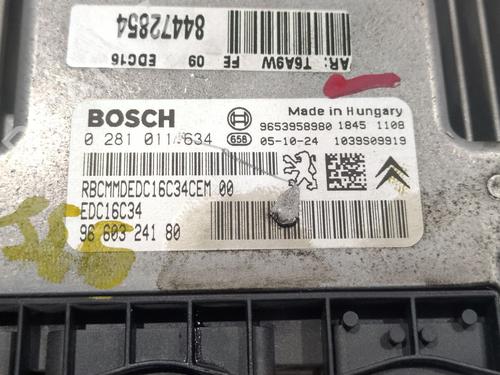 84472854
AR: T6A9W FE 09 EDC16
BOSCH
0 281 011 634
658
Made in Hungary
9653958980 1845 1108
05-10-24 1039S09919
RBCMMDEDC16C34CEM 00
EDC16C34
96 603 241 80